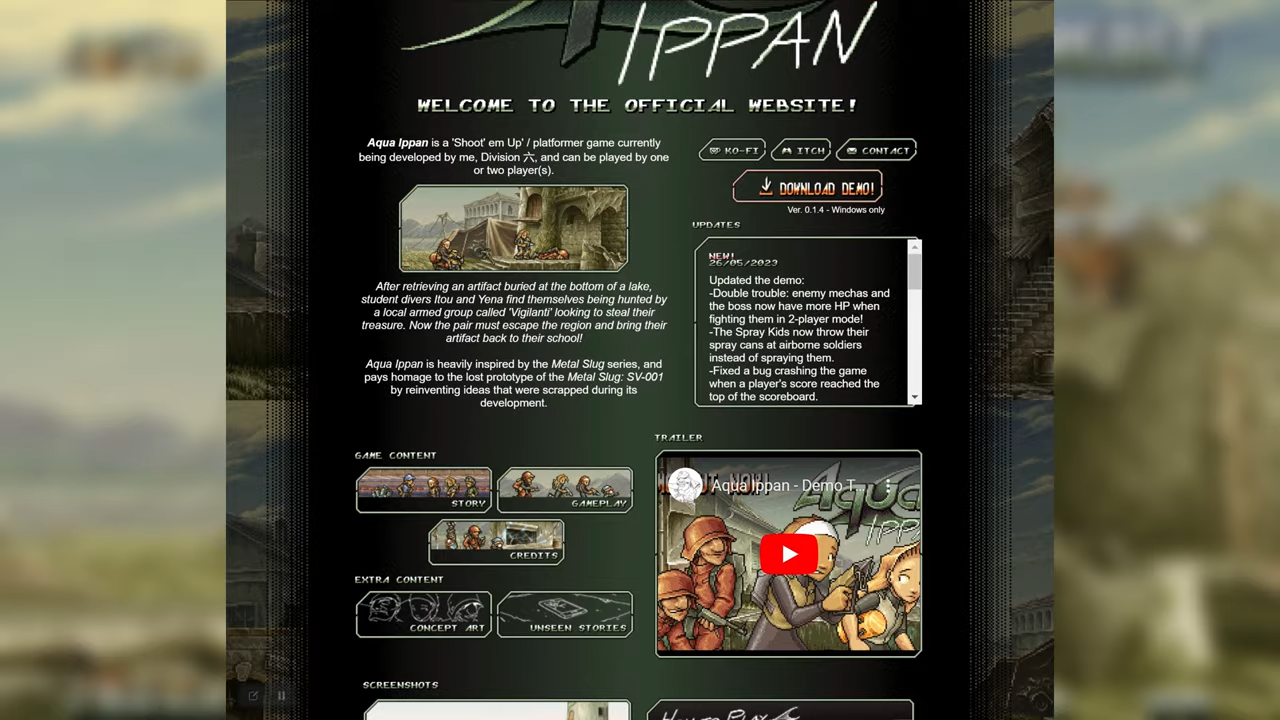 IPPAN
WELCOME TO THE OFFICIAL WEBSITE!
Aqua Ippan is a 'Shoot' em Up' / platformer game currently
being developed by me, Division 六, and can be played by one
or two player(s).
After retrieving an artifact buried at the bottom of a lake,
student divers Itou and Yena find themselves being hunted by
a local armed group called 'Vigilanti' looking to steal their
treasure. Now the pair must escape the region and bring their
artifact back to their school!
Aqua Ippan is heavily inspired by the Metal Slug series, and
pays homage to the lost prototype of the Metal Slug: SV-001
by reinventing ideas that were scrapped during its
development.
KO-FI
ITCH
CONTACT
DOWNLOAD DEMO!
Ver. 0.1.4 - Windows only
UPDATES
NEW!
26/05/2023
Updated the demo:
-Double trouble: enemy mechas and
the boss now have more HP when
fighting them in 2-player mode!
-The Spray Kids now throw their
spray cans at airborne soldiers
instead of spraying them.
-Fixed a bug crashing the game
when a player's score reached the
top of the scoreboard.
GAME CONTENT
STORY
GAMEPLAY
CREDITS
EXTRA CONTENT
CONCEPT ART
UNSEEN STORIES
TRAILER
Aqua Ippan - Demo T
Aqua
IPPAN
SCREENSHOTS
HOW TO PLAY